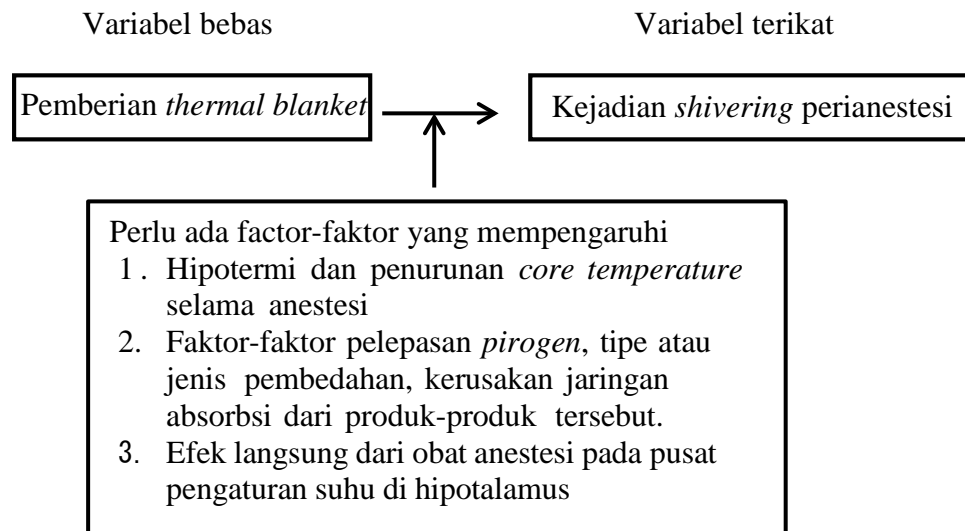 Variabel bebas
Variabel terikat
Pemberian thermal blanket
Kejadian shivering perianestesi
Perlu ada factor-faktor yang mempengaruhi
1. Hipotermi dan penurunan core temperature
selama anestesi
2. Faktor-faktor pelepasan pirogen, tipe atau
jenis pembedahan, kerusakan jaringan
absorbsi dari produk-produk tersebut.
3. Efek langsung dari obat anestesi pada pusat
pengaturan suhu di hipotalamus